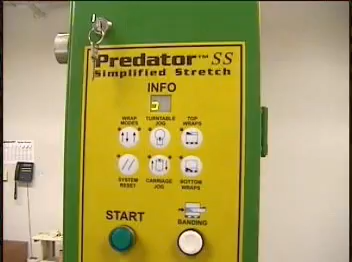 Predator™ SS
Simplified Stretch
INFO
WRAP MODES
TURNTABLE JOG
TOP WRAPS
SYSTEM RESET
CARRIAGE JOG
BOTTOM WRAPS
START
BANDING